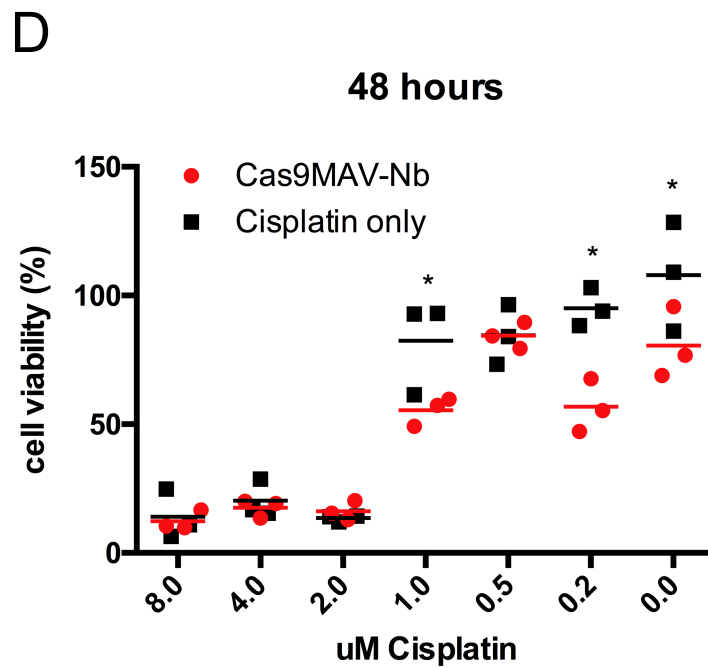 D
48 hours
Cas9MAV-Nb
Cisplatin only
cell viability (%)
150
100
50
0
*
*
*
8.0
4.0
2.0
1.0
0.5
0.2
0.0
uM Cisplatin